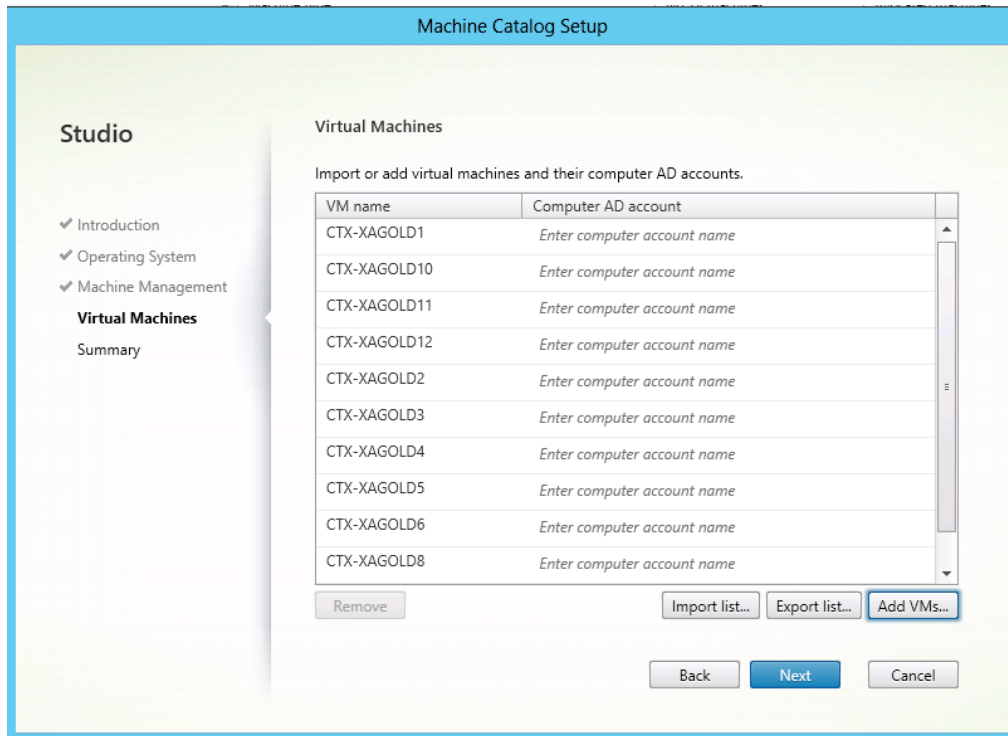 Machine Catalog Setup
Studio
Introduction
Operating System
Machine Management
Virtual Machines
Summary
Virtual Machines
Import or add virtual machines and their computer AD accounts.
VM name Computer AD account
CTX-XAGOLD1 Enter computer account name
CTX-XAGOLD10 Enter computer account name
CTX-XAGOLD11 Enter computer account name
CTX-XAGOLD12 Enter computer account name
CTX-XAGOLD2 Enter computer account name
CTX-XAGOLD3 Enter computer account name
CTX-XAGOLD4 Enter computer account name
CTX-XAGOLD5 Enter computer account name
CTX-XAGOLD6 Enter computer account name
CTX-XAGOLD8 Enter computer account name
Remove Import list... Export list... Add VMs...
Back Next Cancel